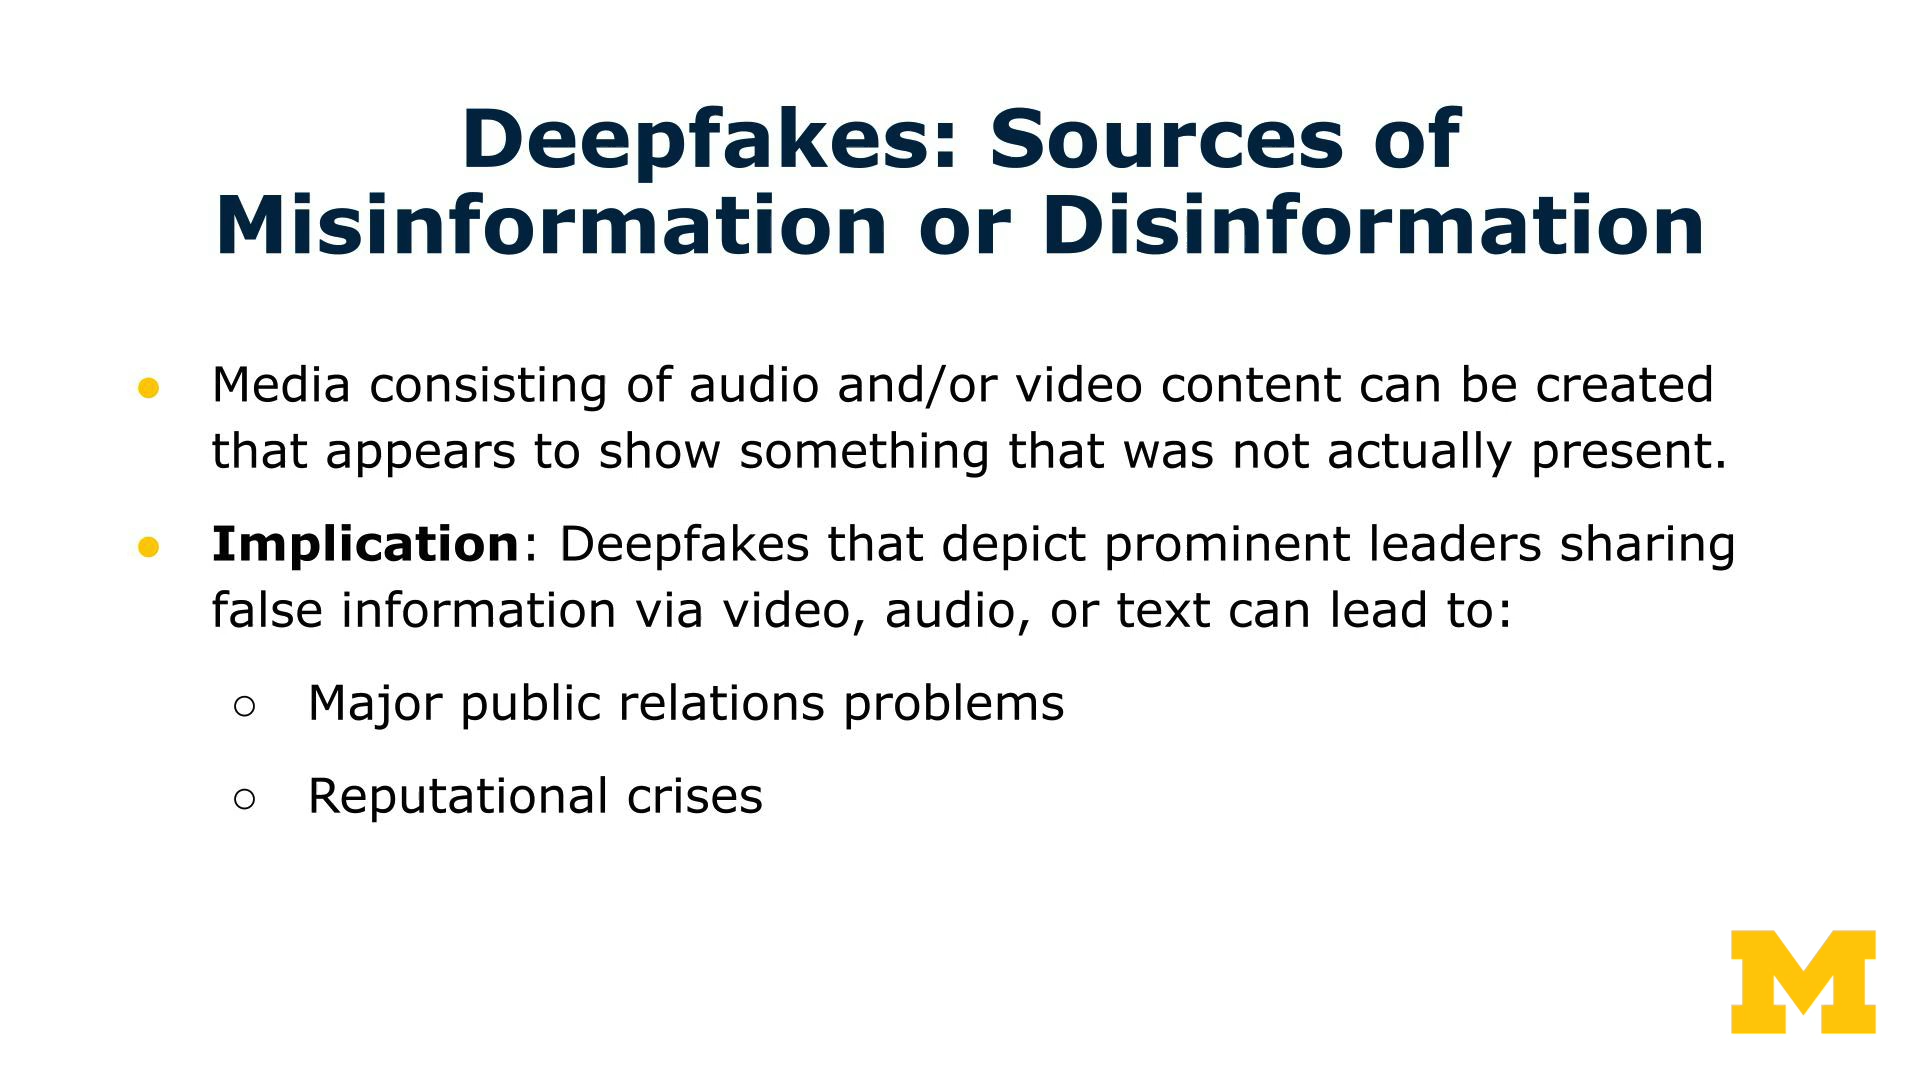 Deepfakes: Sources of
Misinformation or Disinformation
● Media consisting of audio and/or video content can be created
that appears to show something that was not actually present.
● Implication: Deepfakes that depict prominent leaders sharing
false information via video, audio, or text can lead to:
○ Major public relations problems
○ Reputational crises
M